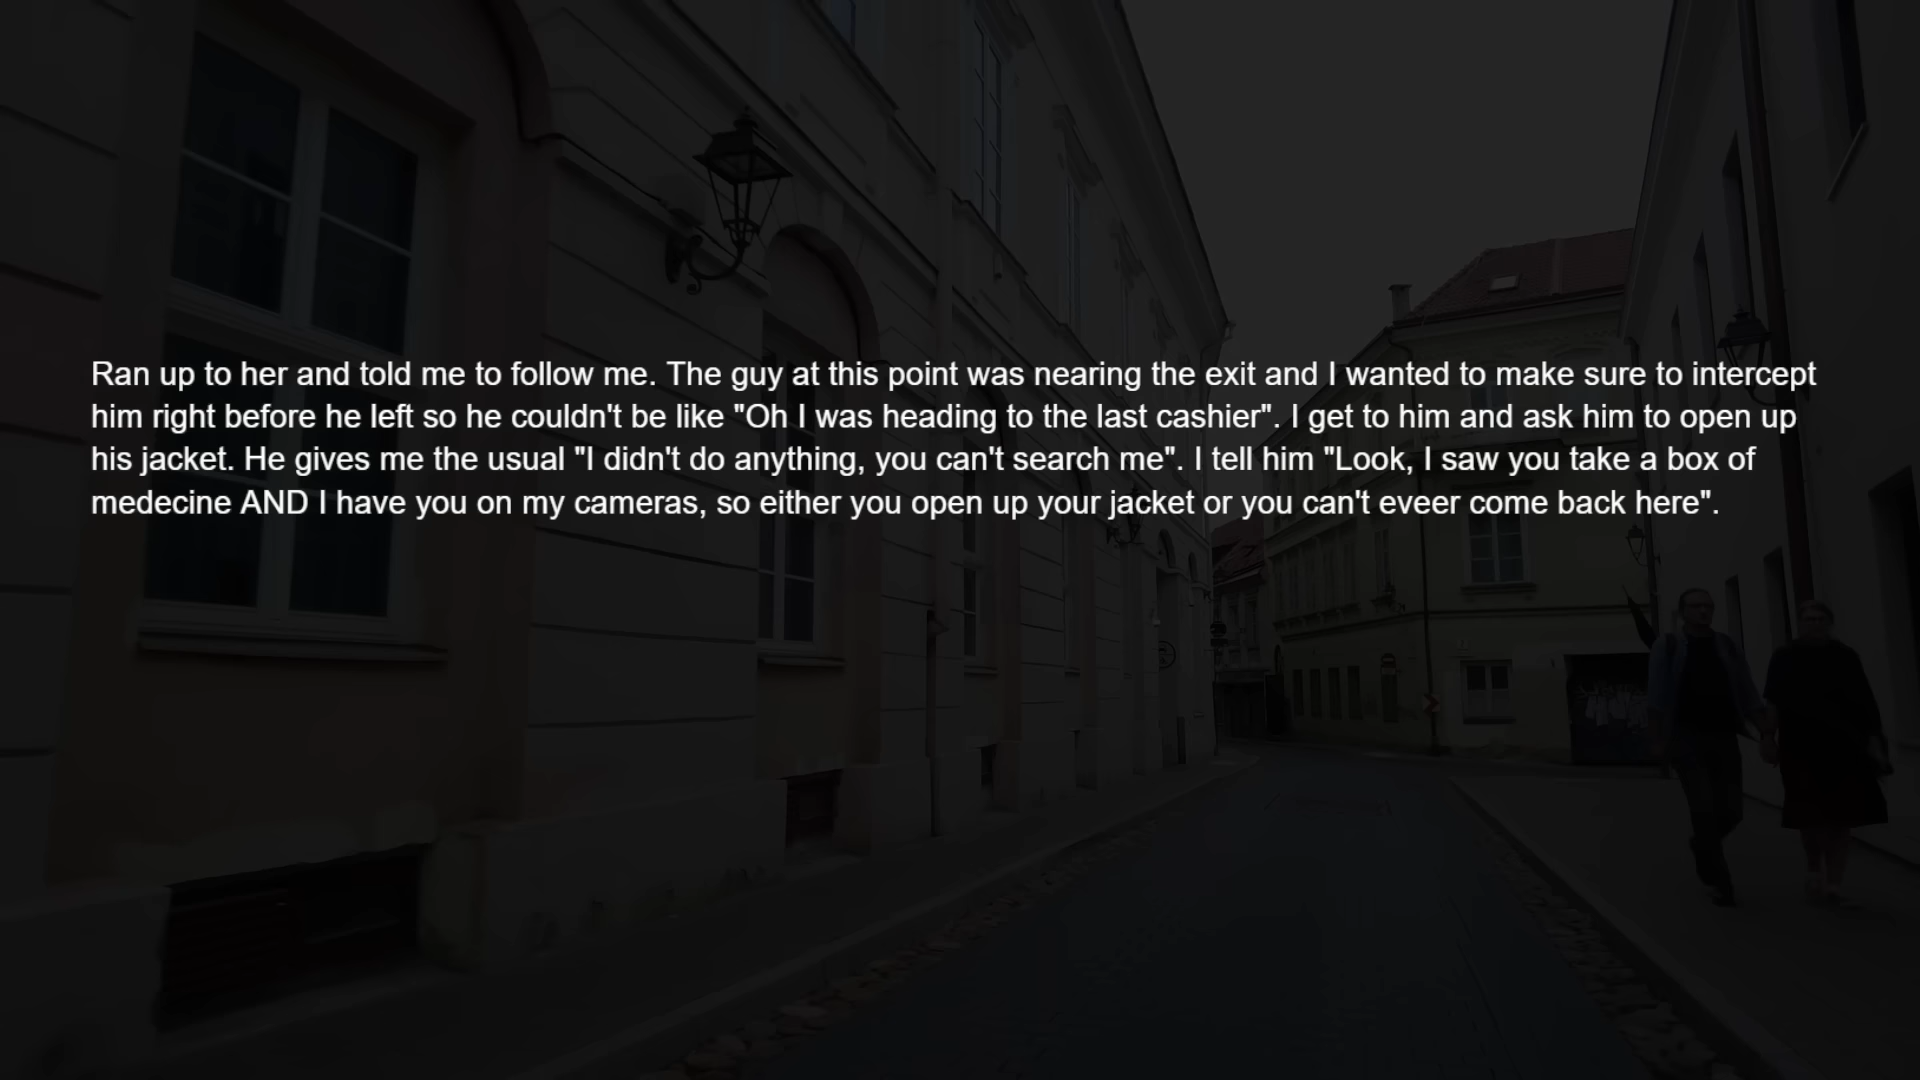 Ran up to her and told me to follow me. The guy at this point was nearing the exit and I wanted to make sure to intercept
him right before he left so he couldn't be like "Oh I was heading to the last cashier". I get to him and ask him to open up
his jacket. He gives me the usual "I didn't do anything, you can't search me". I tell him "Look, I saw you take a box of
medecine AND I have you on my cameras, so either you open up your jacket or you can't eveer come back here".